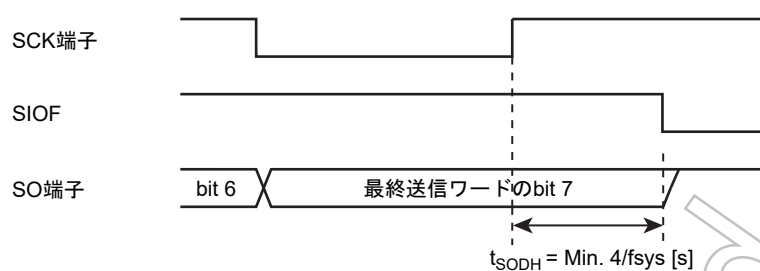 SCK端子
SIOF
SO端子 bit 6 最終送信ワードのbit 7
tSODH = Min. 4/fsys [s]